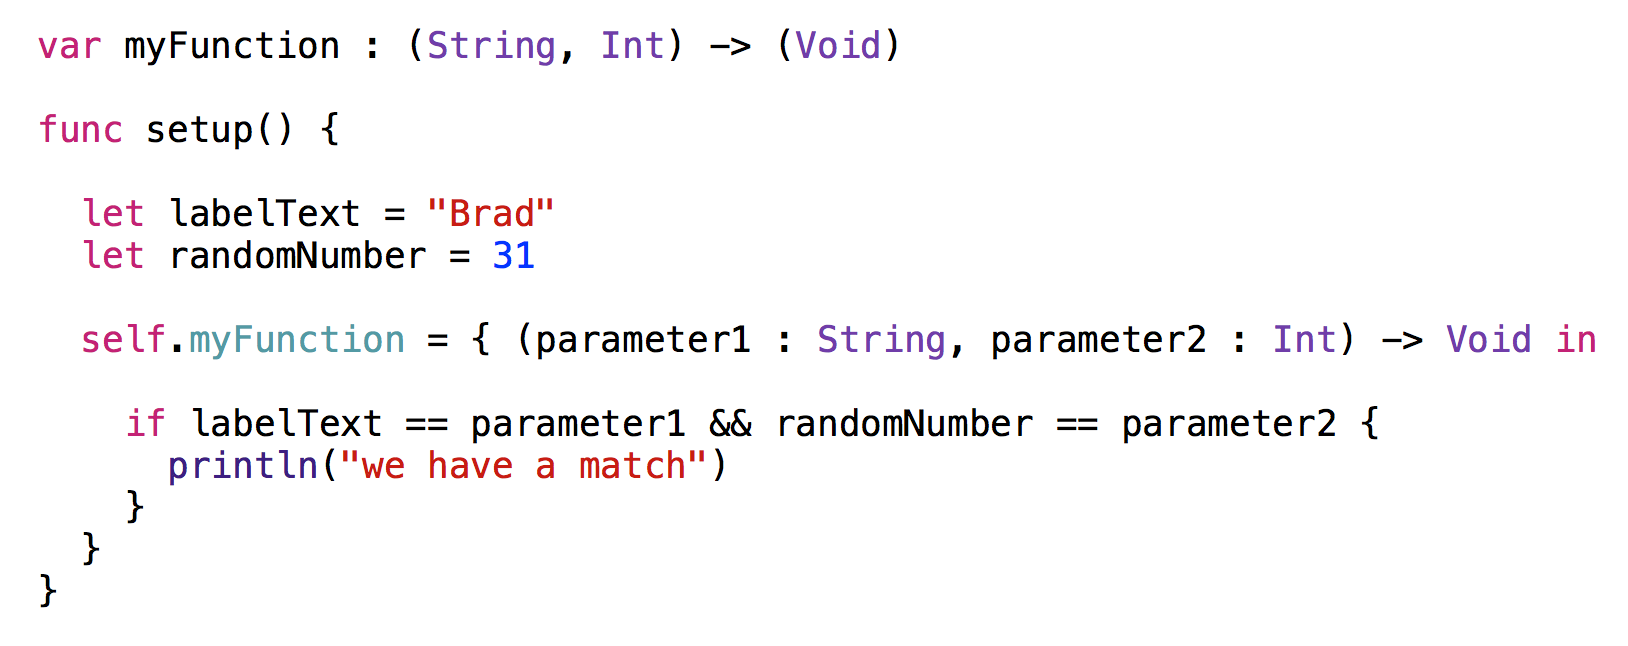 var myFunction : (String, Int) -> (Void)
func setup() {
let labelText = "Brad"
let randomNumber = 31
self.myFunction = { (parameter1 : String, parameter2 : Int) -> Void in
if labelText == parameter1 && randomNumber == parameter2 {
println("we have a match")
}
}
}